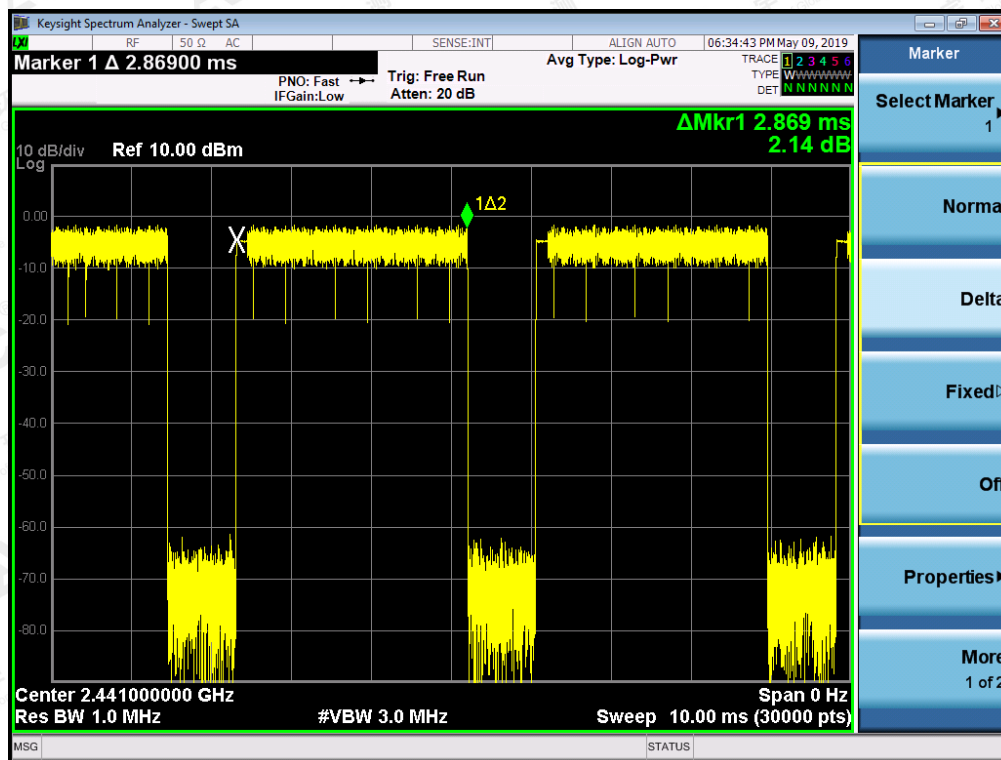 Keysight Spectrum Analyzer - Swept SA
LXI RF 50 Ω AC SENSE:INT ALIGN AUTO 06:34:43 PM May 09, 2019
Marker 1 Δ 2.86900 ms
PNO: Fast
IFGain:Low
Trig: Free Run
Atten: 20 dB
Avg Type: Log-Pwr
TRACE 1 2 3 4 5 6
TYPE WWWWWW
DET N N N N N N
ΔMkr1 2.869 ms
2.14 dB
10 dB/div Ref 10.00 dBm
Log
1Δ2
0.00
-10.0
-20.0
-30.0
-40.0
-50.0
-60.0
-70.0
-80.0
Center 2.441000000 GHz Span 0 Hz
Res BW 1.0 MHz #VBW 3.0 MHz Sweep 10.00 ms (30000 pts)
MSG STATUS
Marker
Select Marker
1
Norma
Delta
Fixed
Off
Properties
More
1 of 2